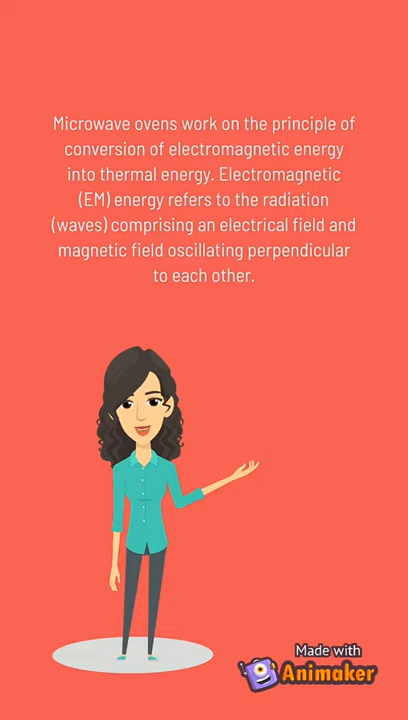 Microwave ovens work on the principle of
conversion of electromagnetic energy
into thermal energy. Electromagnetic
(EM) energy refers to the radiation
(waves) comprising an electrical field and
magnetic field oscillating perpendicular
to each other.
Made with
Animaker